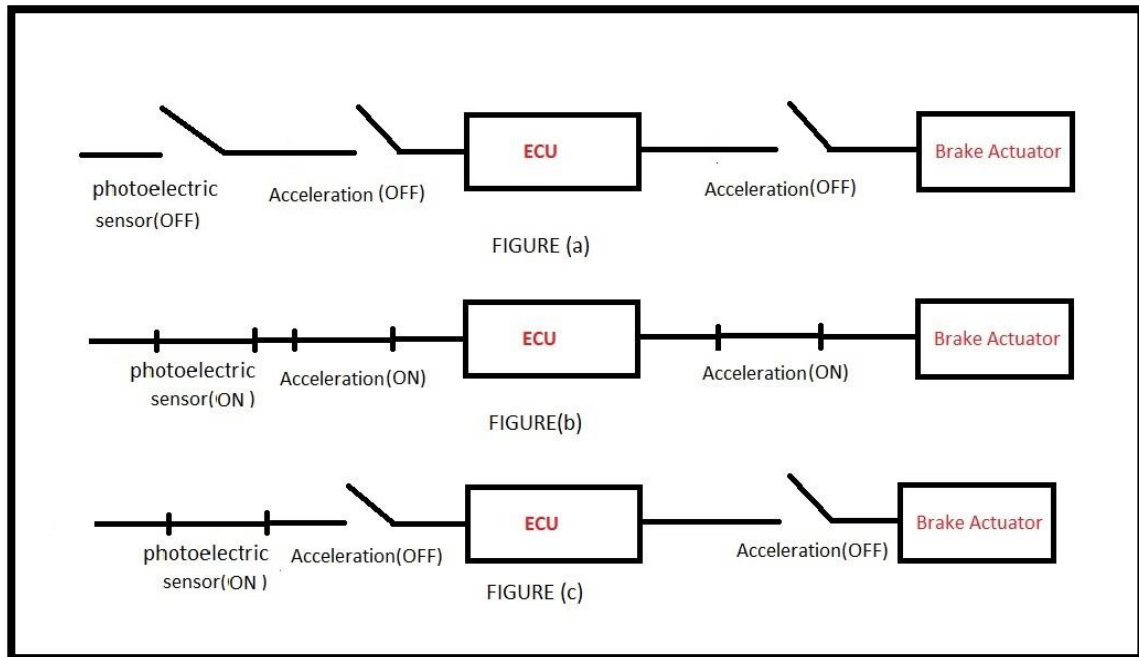 ECU
Brake Actuator
photoelectric
sensor(OFF)
Acceleration (OFF)
Acceleration(OFF)
FIGURE (a)
ECU
Brake Actuator
photoelectric
sensor(ON )
Acceleration(ON)
Acceleration(ON)
FIGURE(b)
ECU
Brake Actuator
photoelectric
sensor(ON )
Acceleration(OFF)
Acceleration(OFF)
FIGURE (c)